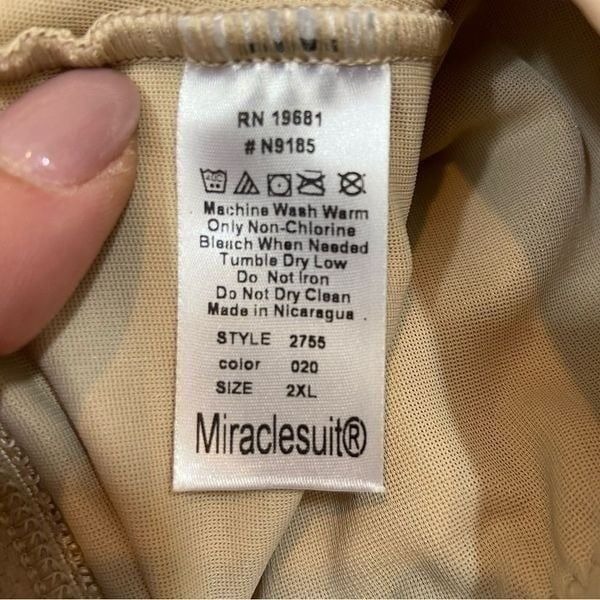 RN 19681
# N9185
Machine Wash Warm
Only Non-Chlorine
Bleach When Needed
Tumble Dry Low
Do Not Iron
Do Not Dry Clean
Made in Nicaragua .
STYLE 2755
color 020
SIZE 2XL
Miraclesuit®